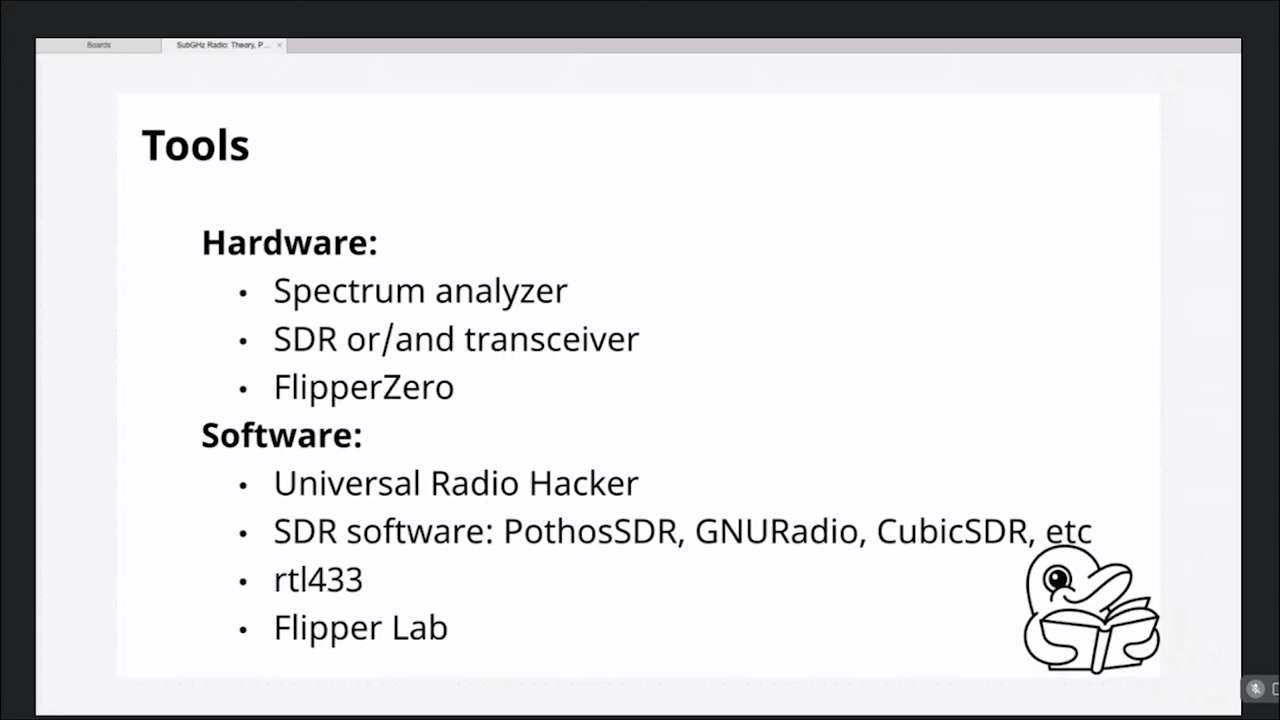 Boards
SubGHz Radio: Theory, P...
Tools
Hardware:
• Spectrum analyzer
• SDR or/and transceiver
• FlipperZero
Software:
• Universal Radio Hacker
• SDR software: PothosSDR, GNURadio, CubicSDR, etc
• rtl433
• Flipper Lab